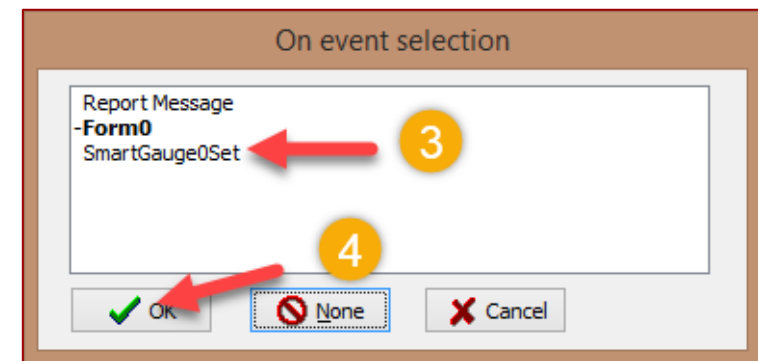 On event selection
Report Message
-Form0
SmartGauge0Set
3
4
OK
None
Cancel